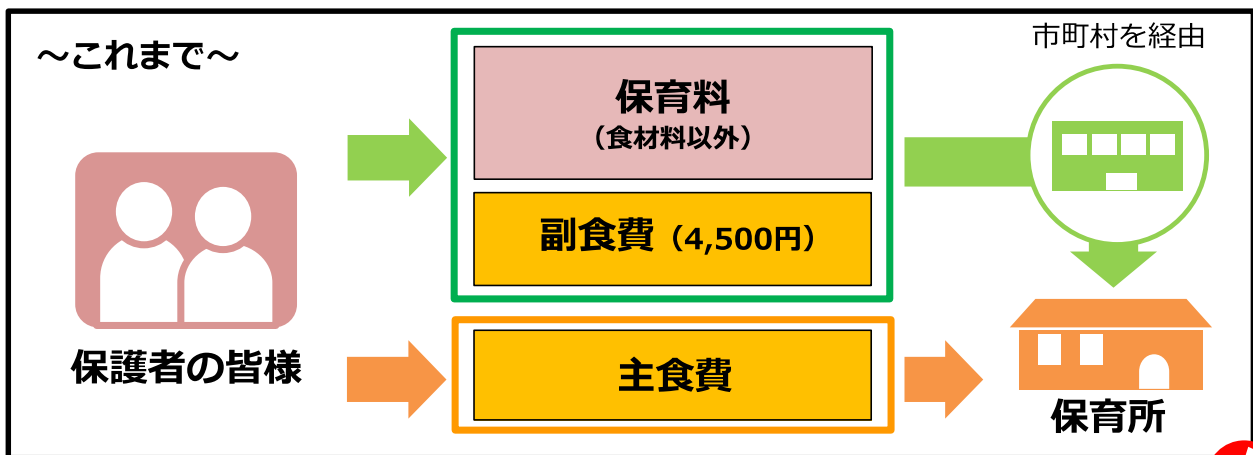 ～これまで～
市町村を経由
保育料
（食材料以外）
副食費（4,500円）
保護者の皆様
主食費
保育所